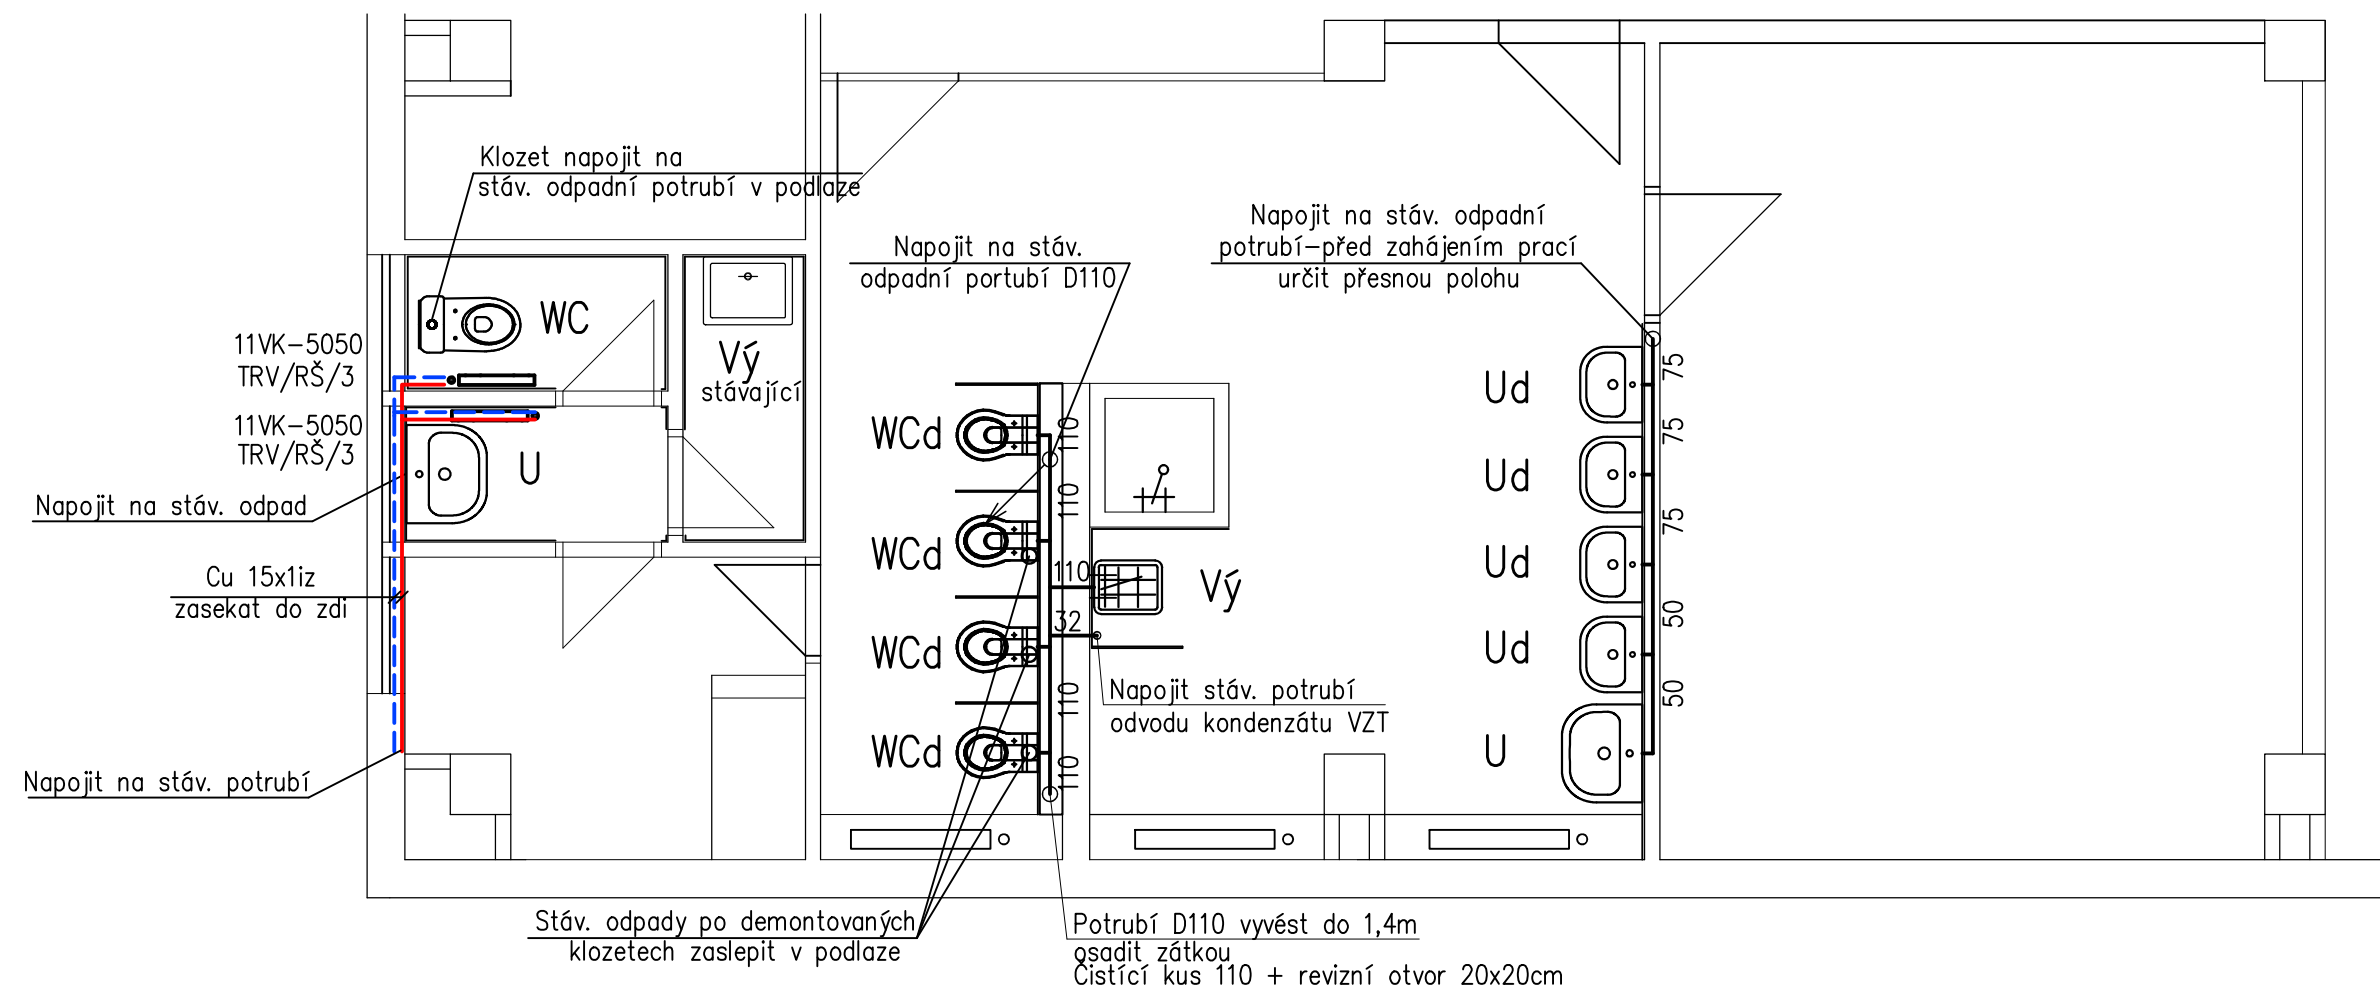 Klozet napojit na
stáv. odpadní potrubí v podlaze
Napojit na stáv.
odpadní portubí D110
Napojit na stáv. odpadní
potrubí-před zahájením prací
určit přesnou polohu
11VK-5050
TRV/RŠ/3
11VK-5050
TRV/RŠ/3
WC
Vý
stávající
U
Napojit na stáv. odpad
Cu 15x1iz
zasekat do zdi
Napojit na stáv. potrubí
WCd
WCd
WCd
WCd
110
110
110
32
110
110
Vý
Napojit stáv. potrubí
odvodu kondenzátu VZT
Ud
Ud
Ud
Ud
U
75
75
75
50
50
Stáv. odpady po demontovaných
klozetech zaslepit v podlaze
Potrubí D110 vyvést do 1,4m
osadit zátkou
Čistící kus 110 + revizní otvor 20x20cm